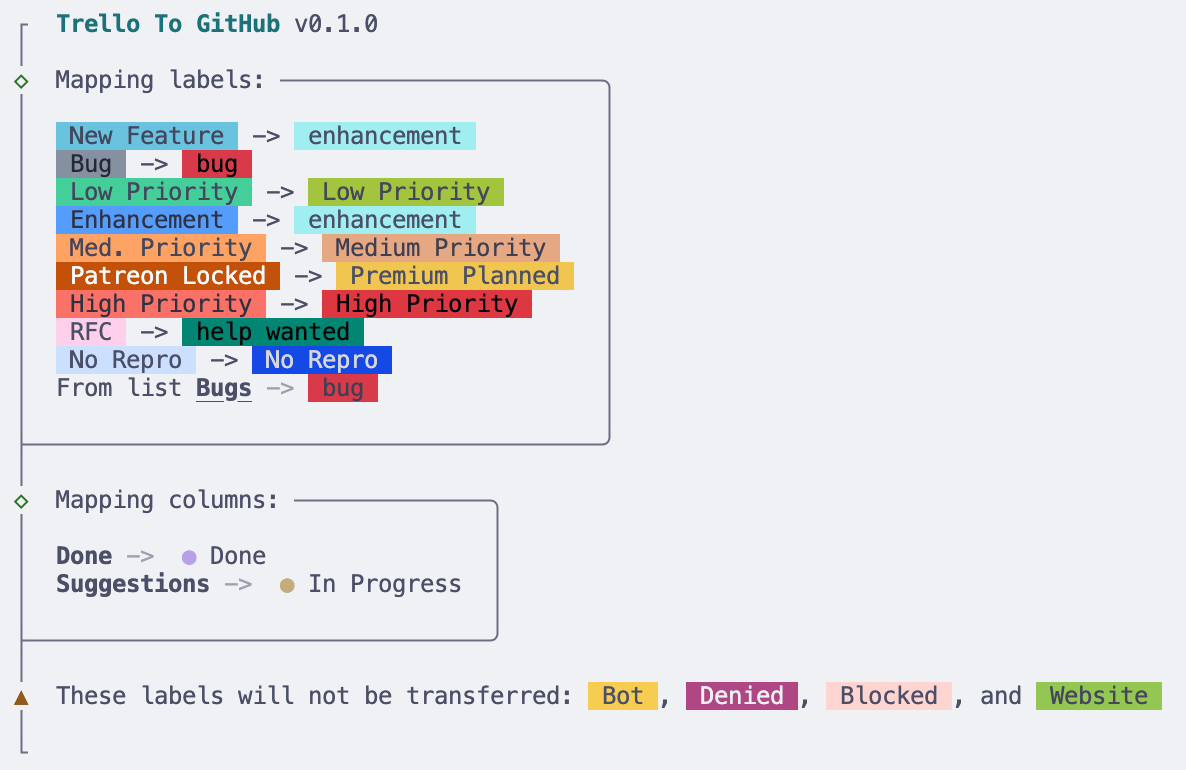 Trello To GitHub v0.1.0
Mapping labels:
New Feature -> enhancement
Bug -> bug
Low Priority -> Low Priority
Enhancement -> enhancement
Med. Priority -> Medium Priority
Patreon Locked -> Premium Planned
High Priority -> High Priority
RFC -> help wanted
No Repro -> No Repro
From list Bugs -> bug
Mapping columns:
Done -> ● Done
Suggestions -> ● In Progress
These labels will not be transferred: Bot, Denied, Blocked, and Website